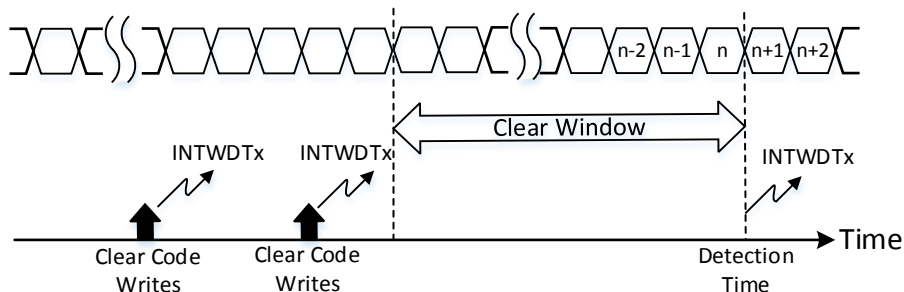 n-2 n-1 n n+1 n+2
Clear Window
INTWDTx INTWDTx INTWDTx
Time
Clear Code Writes
Clear Code Writes
Detection Time